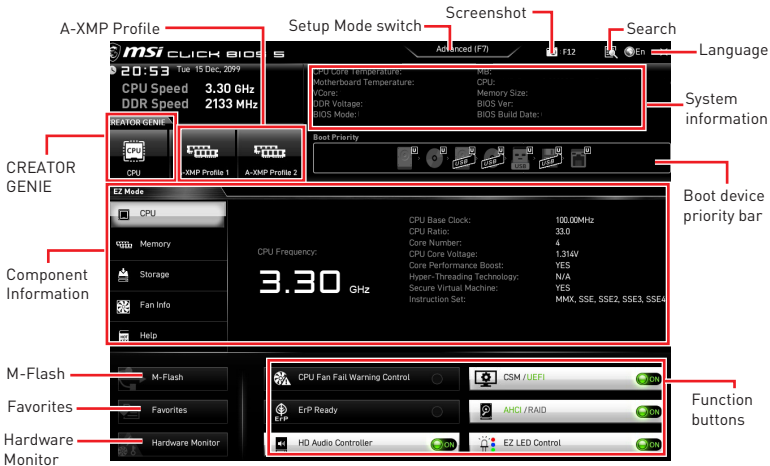 Screenshot
A-XMP Profile
Setup Mode switch
Search
msi CLICK BIOS 5
Advanced (F7)
: F12
En
Language
20:53 Tue 15 Dec, 2099
CPU Speed 3.30 GHz
DDR Speed 2133 MHz
CPU Core Temperature:
Motherboard Temperature:
VCore:
DDR Voltage:
BIOS Mode:
MB:
CPU:
Memory Size:
BIOS Ver:
BIOS Build Date:
System
information
REATOR GENIE
CPU
CPU
A-XMP Profile 1
A-XMP Profile 2
Boot Priority
U
U
U
USB
U
USB
U
USB
U
USB
U
CREATOR
GENIE
Boot device
priority bar
EZ Mode
CPU
Memory
Storage
Fan Info
Help
CPU Frequency:
3.30 GHz
CPU Base Clock: 100.00MHz
CPU Ratio: 33.0
Core Number: 4
CPU Core Voltage: 1.314V
Core Performance Boost: YES
Hyper-Threading Technology: N/A
Secure Virtual Machine: YES
Instruction Set: MMX, SSE, SSE2, SSE3, SSE4
Component
Information
M-Flash
Favorites
Hardware
Monitor
M-Flash
Favorites
Hardware Monitor
CPU Fan Fail Warning Control
ErP
ErP Ready
HD Audio Controller
ON
CSM /UEFI
ON
AHCI /RAID
ON
EZ LED Control
ON
Function
buttons